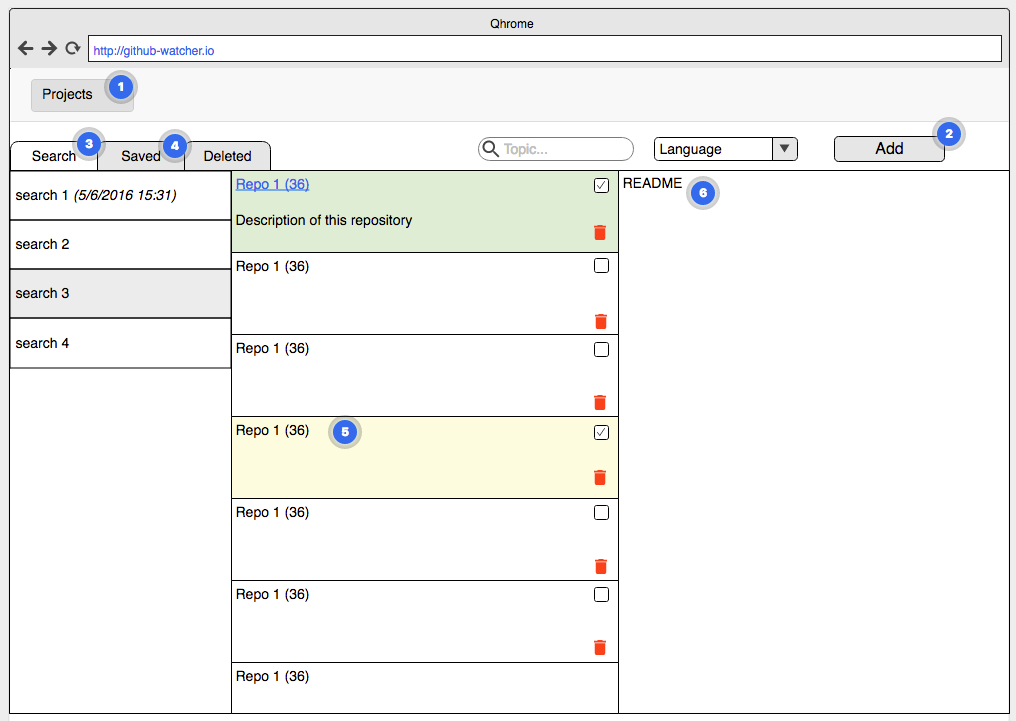 Qhrome
http://github-watcher.io
Projects 1
2
3 4
Search Saved Deleted Topic... Language Add
search 1 (5/6/2016 15:31)
search 2
search 3
search 4
Repo 1 (36)
Description of this repository
Repo 1 (36)
Repo 1 (36)
Repo 1 (36) 5
Repo 1 (36)
Repo 1 (36)
Repo 1 (36)
README 6